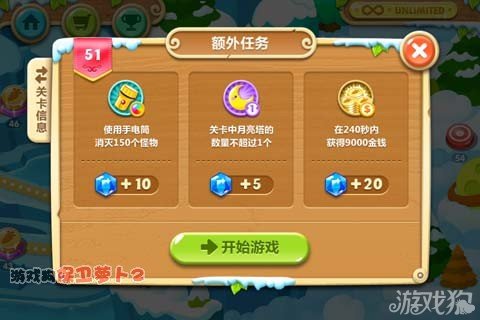 UNLIMITED
额外任务
51
关卡信息
使用手电筒
消灭150个怪物
+10
关卡中月亮塔的
数量不超过1个
+5
在240秒内
获得9000金钱
+20
开始游戏
46
54
游戏狗保卫萝卜2
游戏狗